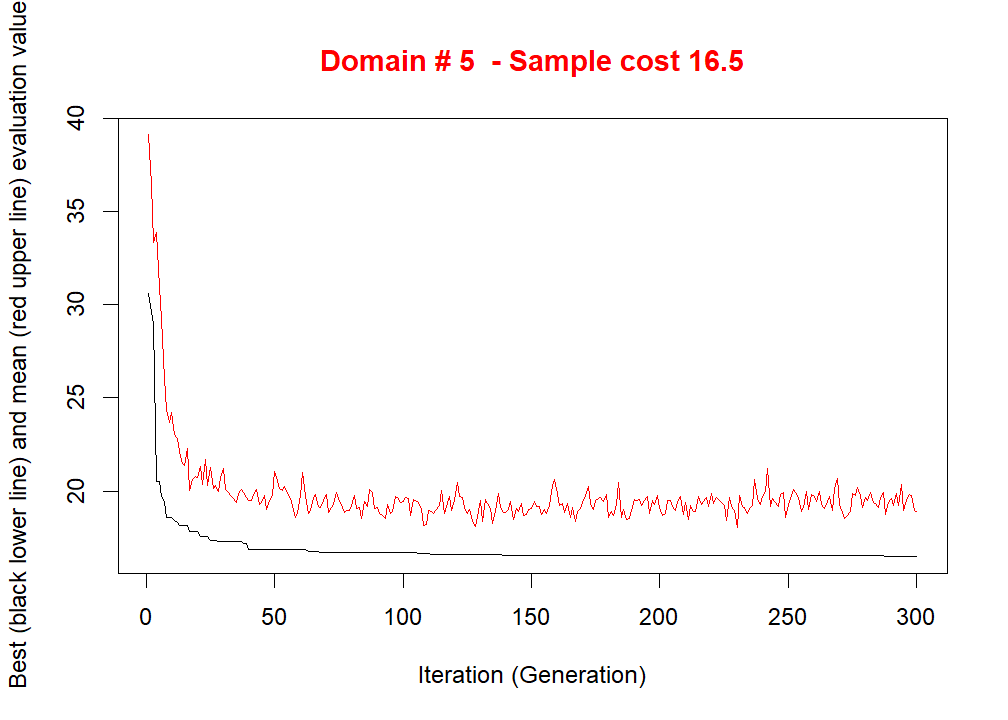 Domain # 5  - Sample cost 16.5
Best (black lower line) and mean (red upper line) evaluation value
40
35
30
25
20
0 50 100 150 200 250 300
Iteration (Generation)